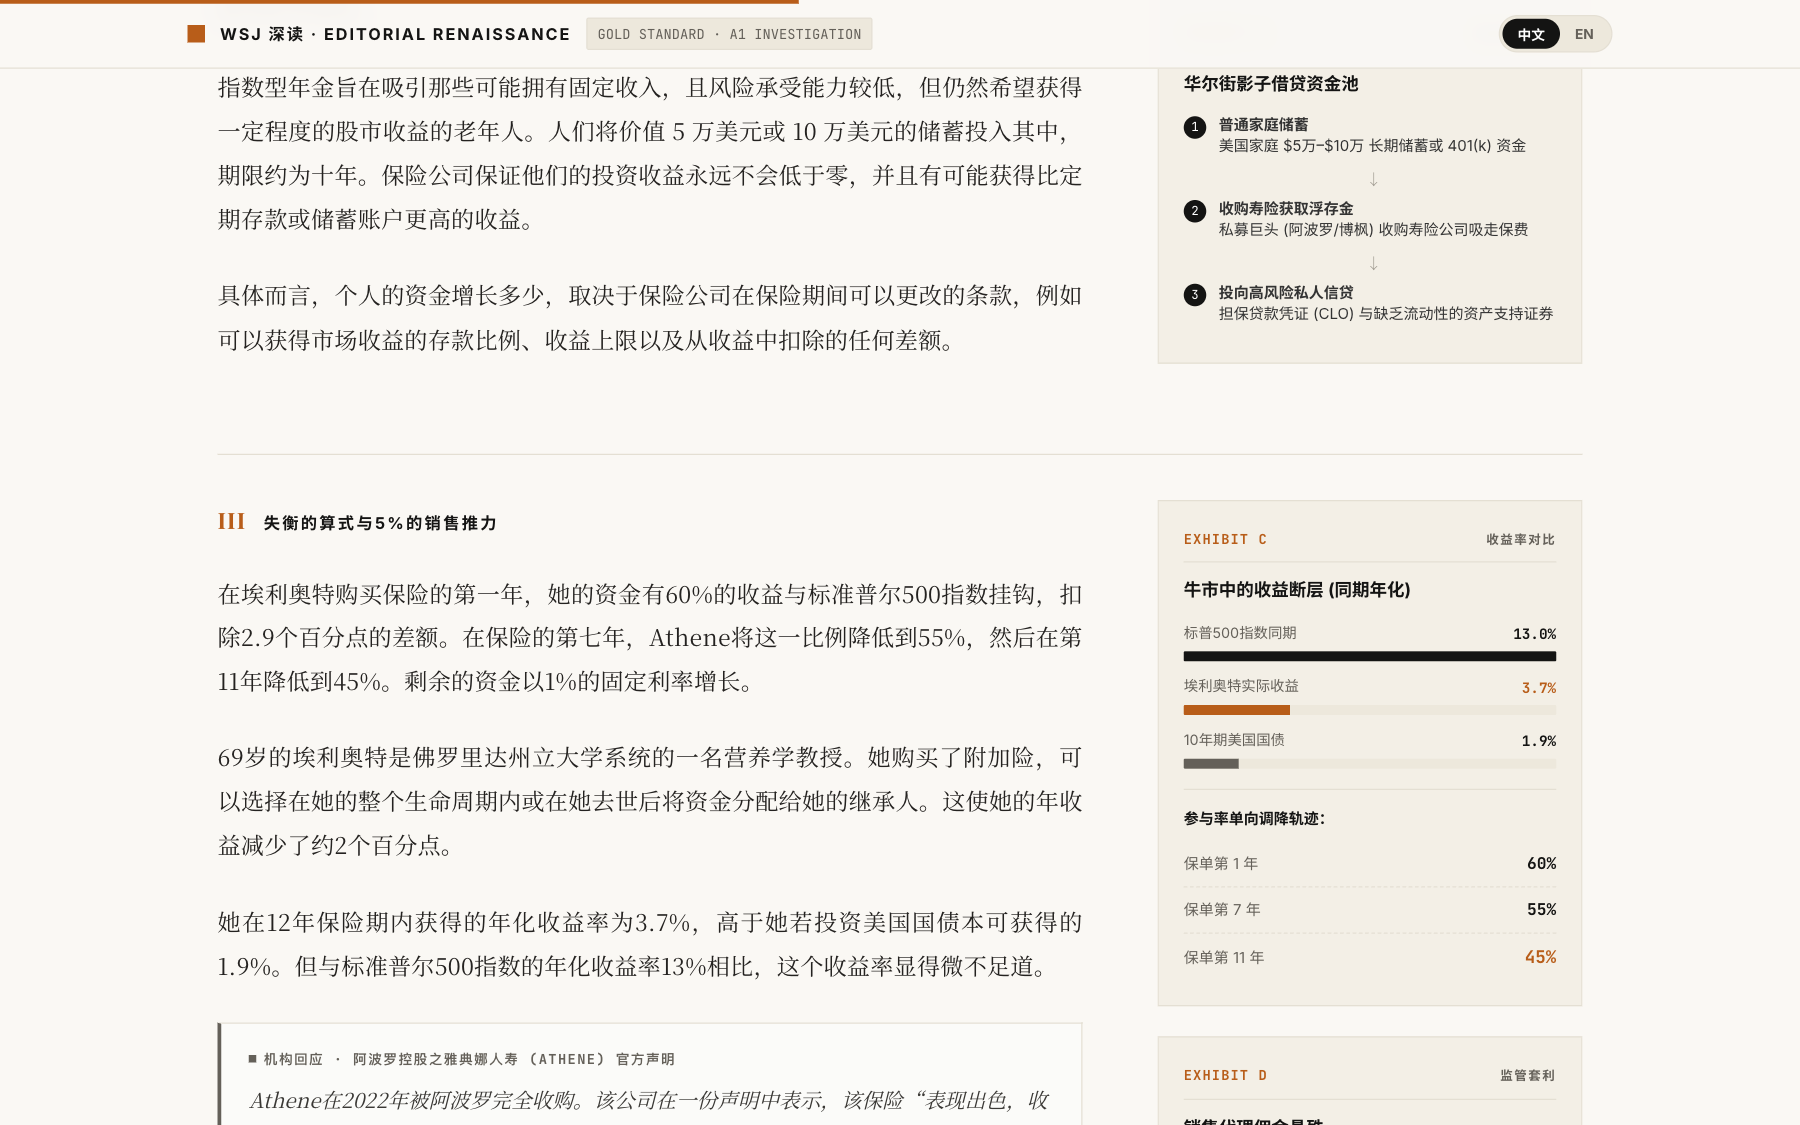 WSJ 深读 · EDITORIAL RENAISSANCE
GOLD STANDARD · A1 INVESTIGATION
中文
EN
指数型年金旨在吸引那些可能拥有固定收入，且风险承受能力较低，但仍然希望获得
一定程度的股市收益的老年人。人们将价值 5 万美元或 10 万美元的储蓄投入其中，
期限约为十年。保险公司保证他们的投资收益永远不会低于零，并且有可能获得比定
期存款或储蓄账户更高的收益。
具体而言，个人的资金增长多少，取决于保险公司在保险期间可以更改的条款，例如
可以获得市场收益的存款比例、收益上限以及从收益中扣除的任何差额。
华尔街影子借贷资金池
1 普通家庭储蓄
美国家庭 $5万–$10万 长期储蓄或 401(k) 资金
↓
2 收购寿险获取浮存金
私募巨头 (阿波罗/博枫) 收购寿险公司吸走保费
↓
3 投向高风险私人信贷
担保贷款凭证 (CLO) 与缺乏流动性的资产支持证券
III 失衡的算式与5%的销售推力
在埃利奥特购买保险的第一年，她的资金有60%的收益与标准普尔500指数挂钩，扣
除2.9个百分点的差额。在保险的第七年，Athene将这一比例降低到55%，然后在第
11年降低到45%。剩余的资金以1%的固定利率增长。
69岁的埃利奥特是佛罗里达州立大学系统的一名营养学教授。她购买了附加险，可
以选择在她的整个生命周期内或在她去世后将资金分配给她的继承人。这使她的年收
益减少了约2个百分点。
她在12年保险期内获得的年化收益率为3.7%，高于她若投资美国国债本可获得的
1.9%。但与标准普尔500指数的年化收益率13%相比，这个收益率显得微不足道。
■ 机构回应 · 阿波罗控股之雅典娜人寿 (ATHENE) 官方声明
Athene在2022年被阿波罗完全收购。该公司在一份声明中表示，该保险“表现出色，收
EXHIBIT C
收益率对比
牛市中的收益断层 (同期年化)
标普500指数同期
13.0%
埃利奥特实际收益
3.7%
10年期美国国债
1.9%
参与率单向调降轨迹：
保单第 1 年
60%
保单第 7 年
55%
保单第 11 年
45%
EXHIBIT D
监管套利